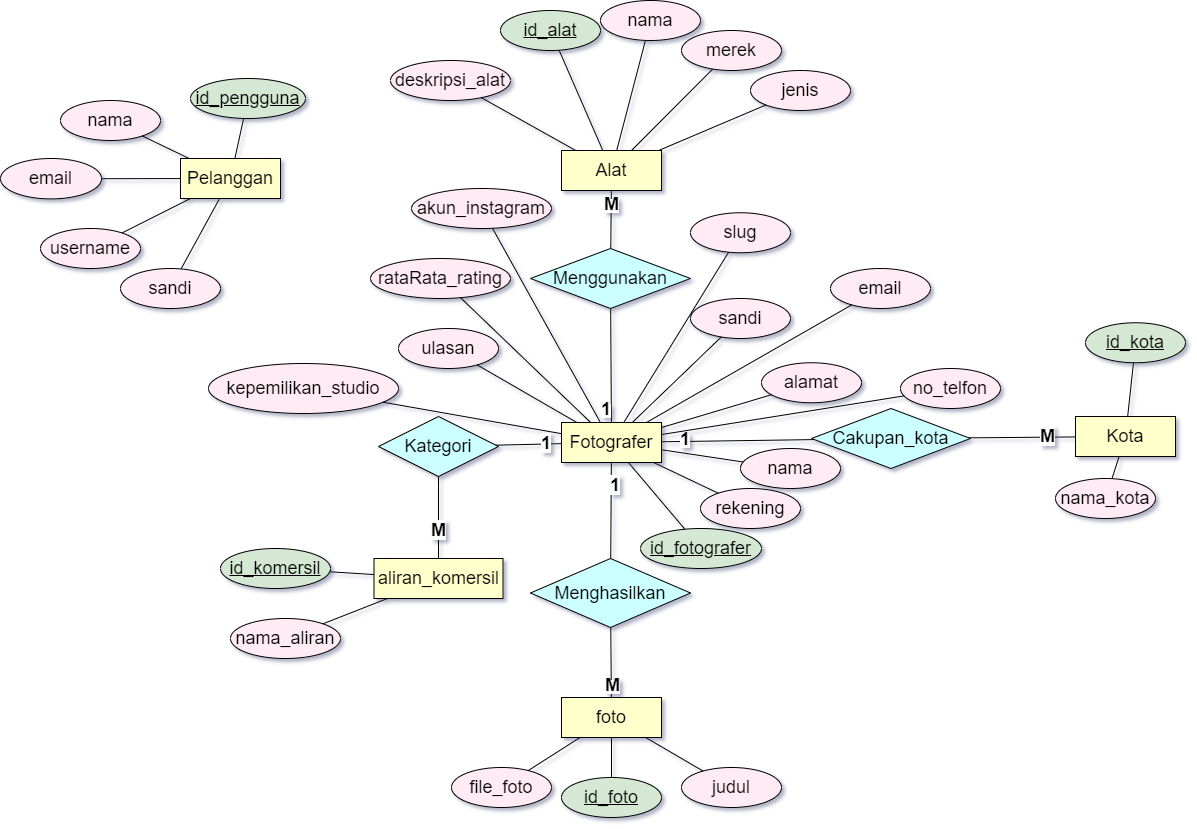 nama
id_alat
merek
deskripsi_alat
jenis
id_pengguna
nama
email
Pelanggan
username
sandi
Alat
M
akun_instagram
slug
rataRata_rating
Menggunakan
email
sandi
ulasan
id_kota
kepemilikan_studio
alamat
no_telfon
1
Kategori
1
Fotografer
1
Cakupan_kota
M
Kota
nama
1
nama_kota
rekening
M
id_fotografer
id_komersil
aliran_komersil
Menghasilkan
nama_aliran
M
foto
file_foto
id_foto
judul